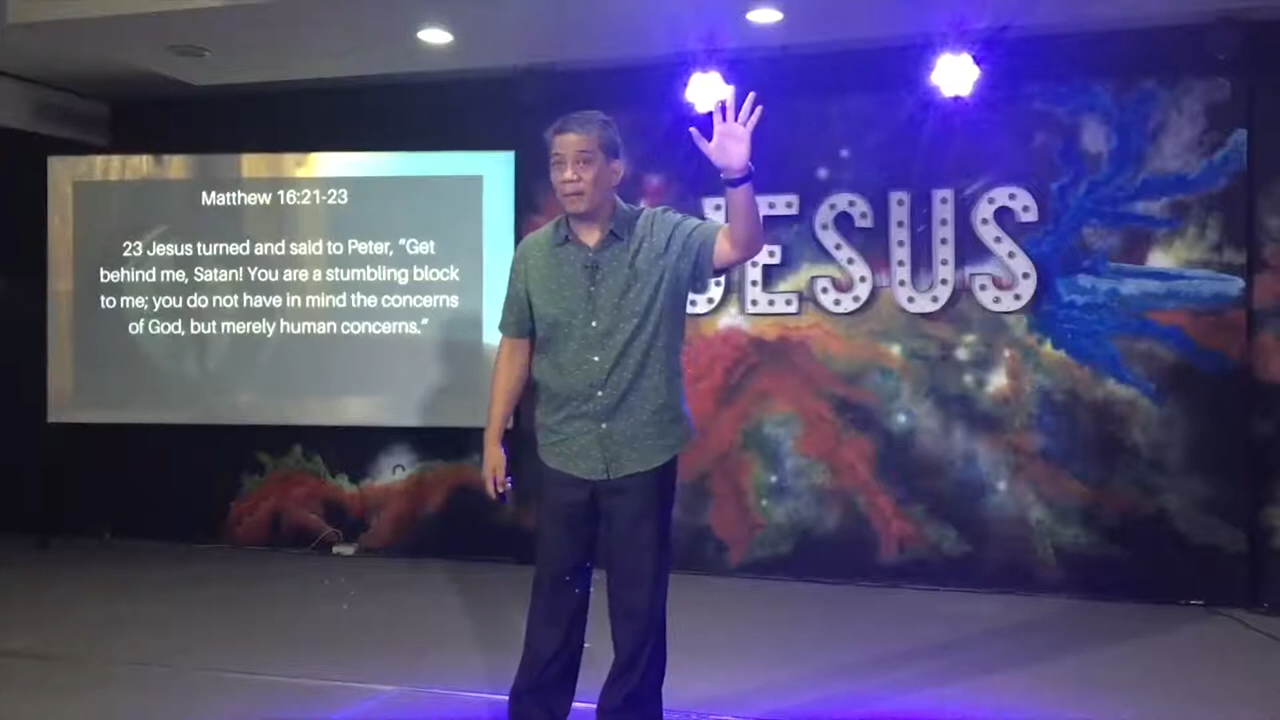 Matthew 16:21-23
23 Jesus turned and said to Peter, “Get
behind me, Satan! You are a stumbling block
to me; you do not have in mind the concerns
of God, but merely human concerns.”
JESUS